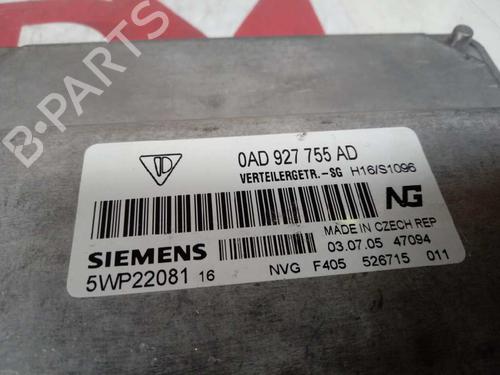 PARTS
B-PARTS
0AD 927 755 AD
VERTEILERGETR.-SG H16/S1096
NG
MADE IN CZECH REP
SIEMENS
03.07.05 47094
5WP22081 16
NVG F405 526715 011